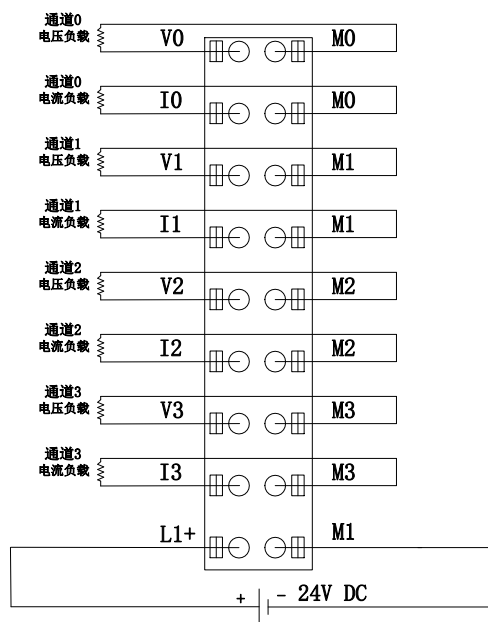 通道0
电压负载 V0 M0
通道0
电流负载 I0 M0
通道1
电压负载 V1 M1
通道1
电流负载 I1 M1
通道2
电压负载 V2 M2
通道2
电流负载 I2 M2
通道3
电压负载 V3 M3
通道3
电流负载 I3 M3
L1+ M1
+ - 24V DC